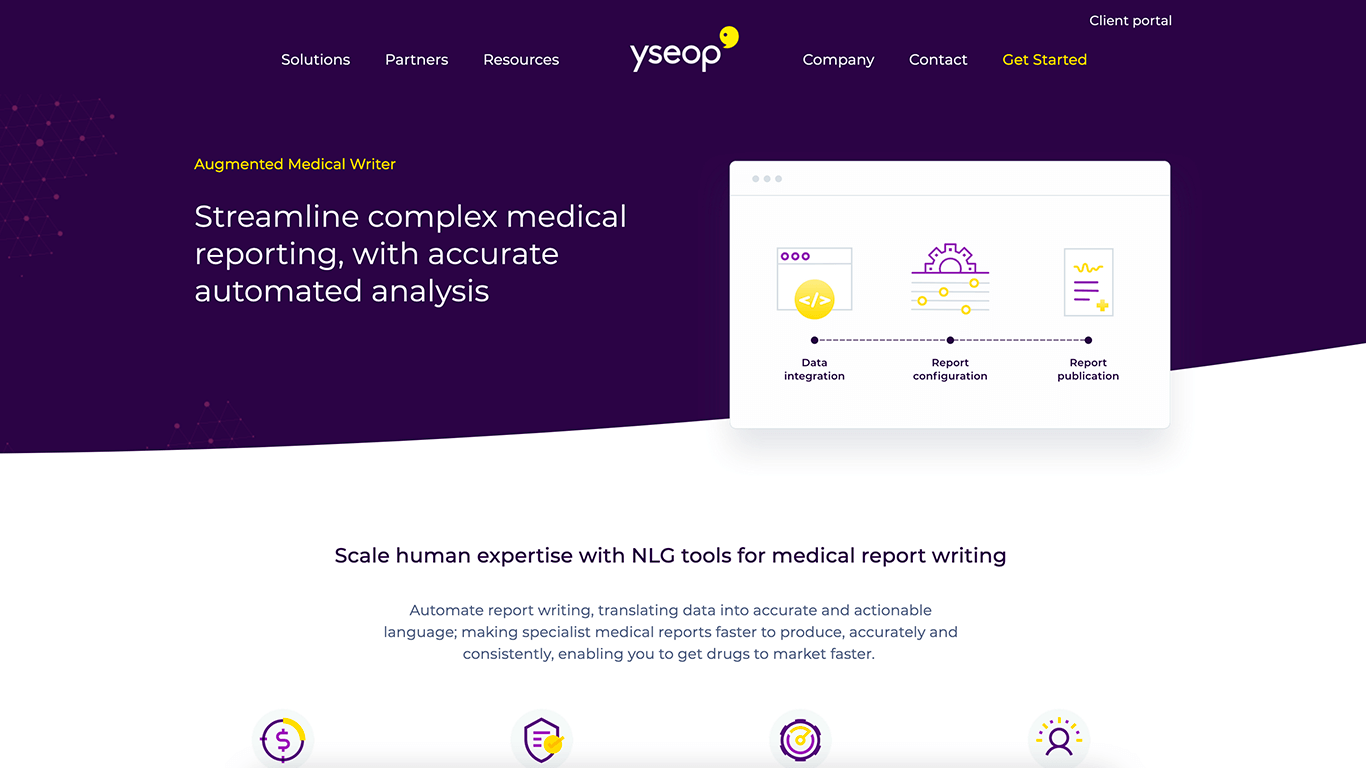 Client portal
Solutions Partners Resources yseop Company Contact Get Started
Augmented Medical Writer
Streamline complex medical
reporting, with accurate
automated analysis
</>
Data
integration
Report
configuration
Report
publication
Scale human expertise with NLG tools for medical report writing
Automate report writing, translating data into accurate and actionable
language; making specialist medical reports faster to produce, accurately and
consistently, enabling you to get drugs to market faster.
$